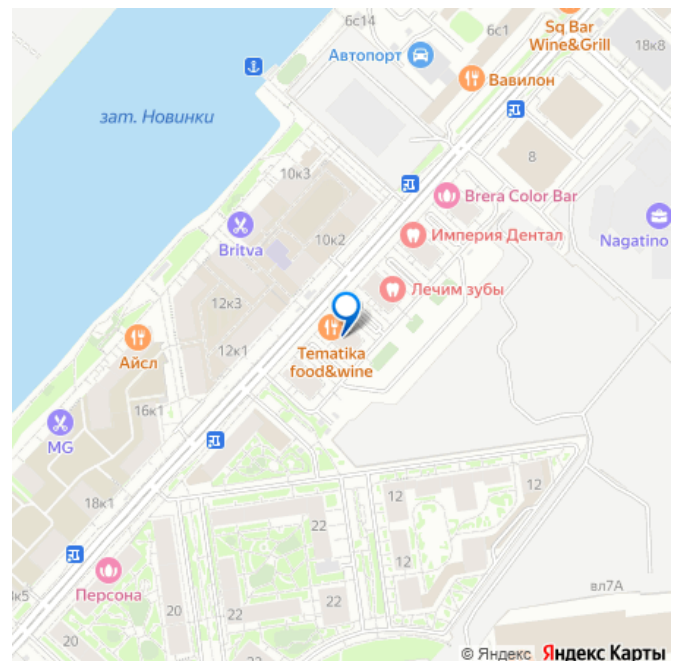 6с14
6с1
Sq Bar
Wine&Grill
18к8
Автопорт
Вавилон
зат. Новинки
8
10к3
Brera Color Bar
Britva
10к2
Империя Дентал
Nagatino
Лечим зубы
12к3
Tematika
food&wine
12к1
Айсл
16к1
MG
18к1
12
12
22
12
вл7А
к5
Персона
20
22
22
20
22
© Яндекс Яндекс Карты